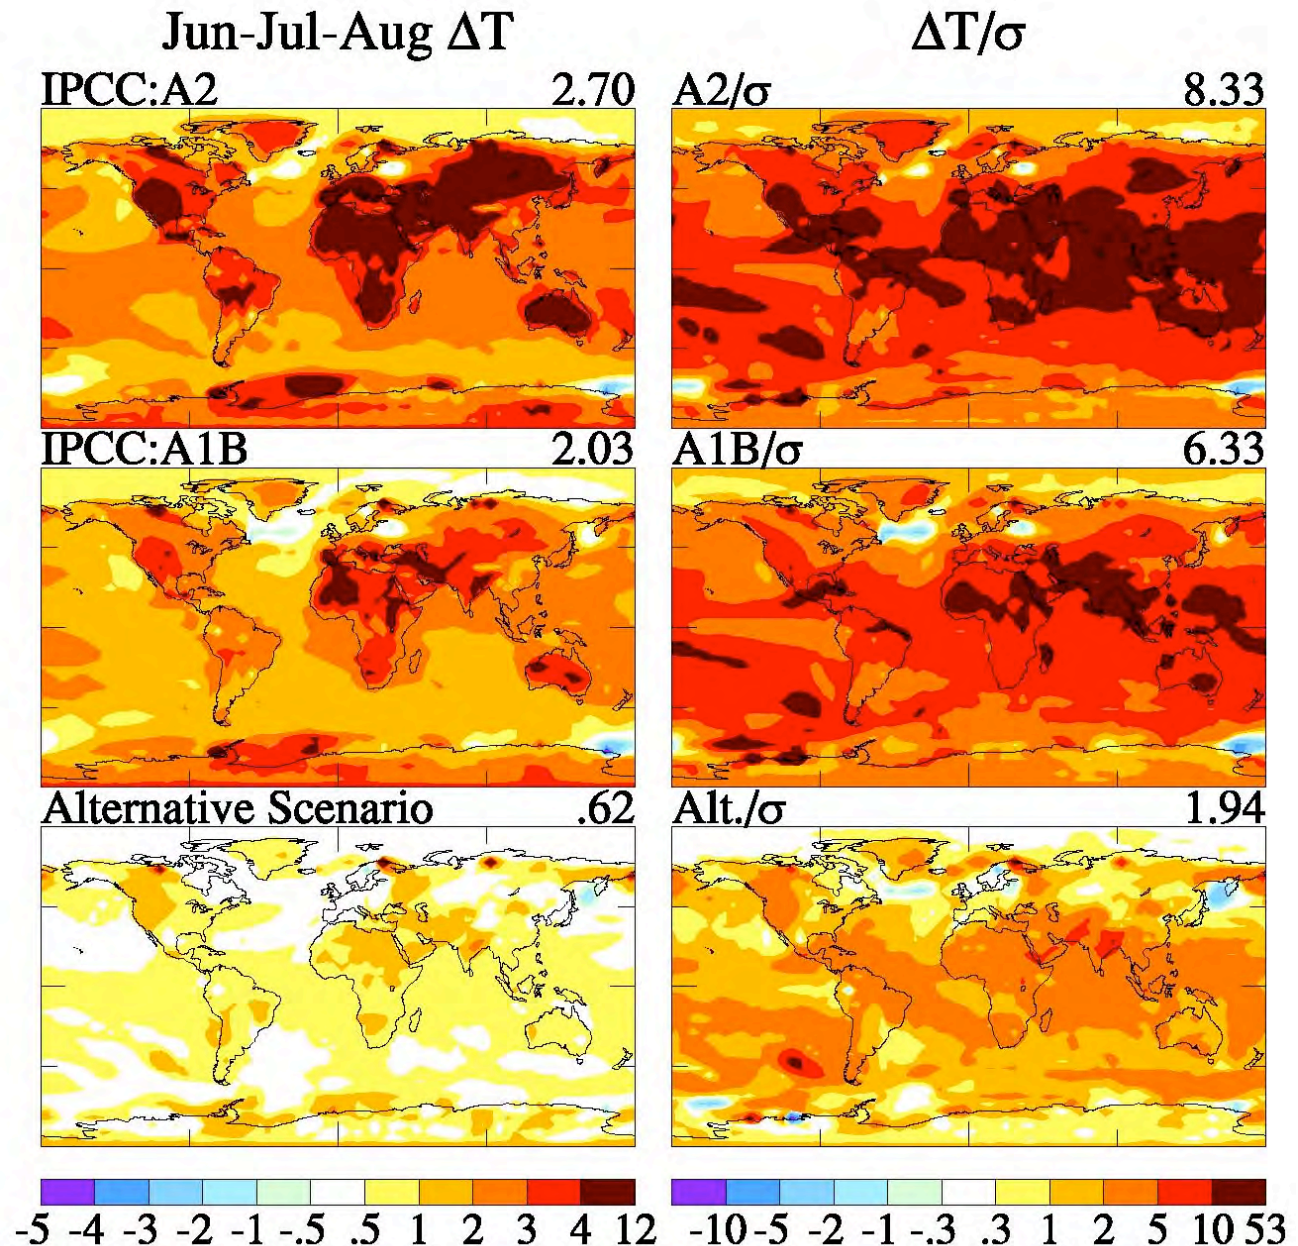 Jun-Jul-Aug ΔT ΔT/σ
IPCC:A2 2.70 A2/σ 8.33
IPCC:A1B 2.03 A1B/σ 6.33
Alternative Scenario .62 Alt./σ 1.94
-5 -4 -3 -2 -1 -.5 .5 1 2 3 4 12 -10 -5 -2 -1 -.3 .3 1 2 5 10 53